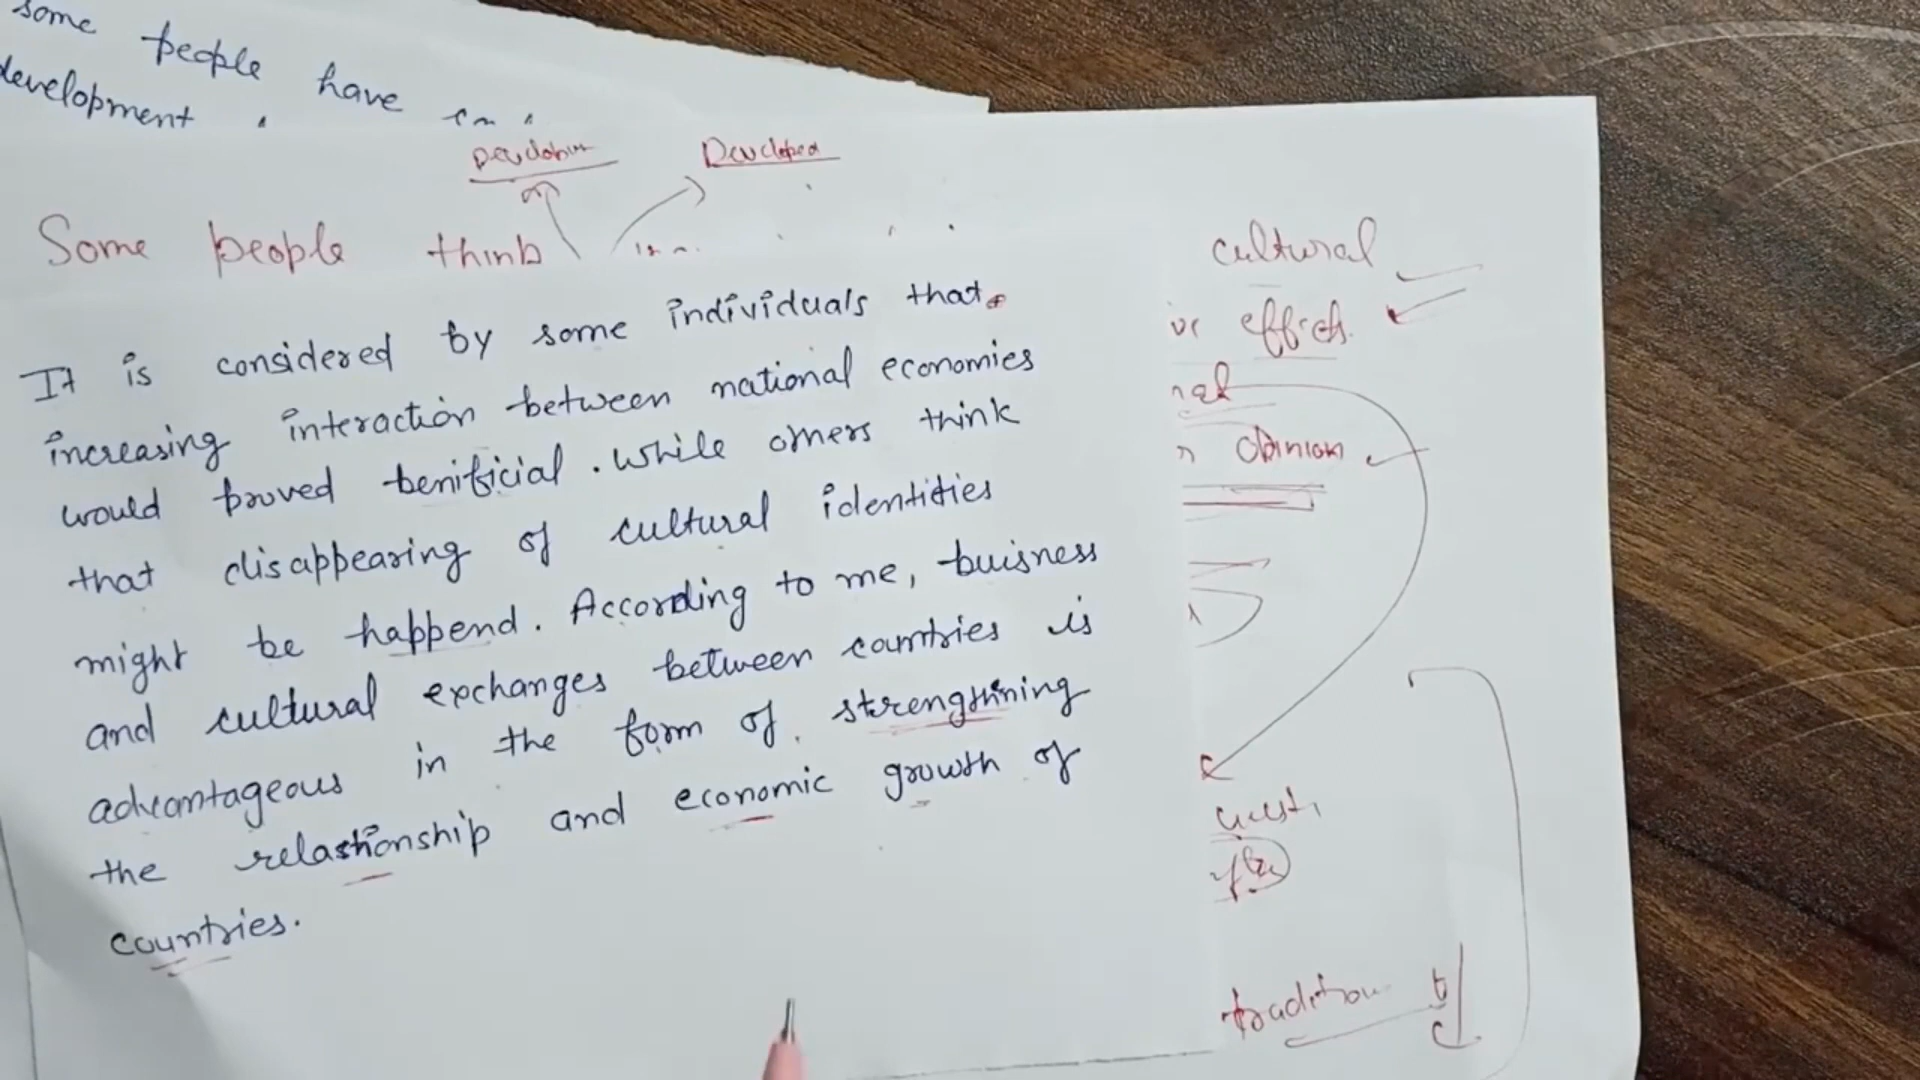 some people have
development
Developed
Some people think
It is considered by some individuals that
increasing interaction between national economies
would proved benificial. While others think
that disappearing of cultural identities
might be happend. According to me, buisness
and cultural exchanges between countries is
advantageous in the form of strengthining
the relationship and economic growth of
countries.
cultural
effects.
opinion
tradition